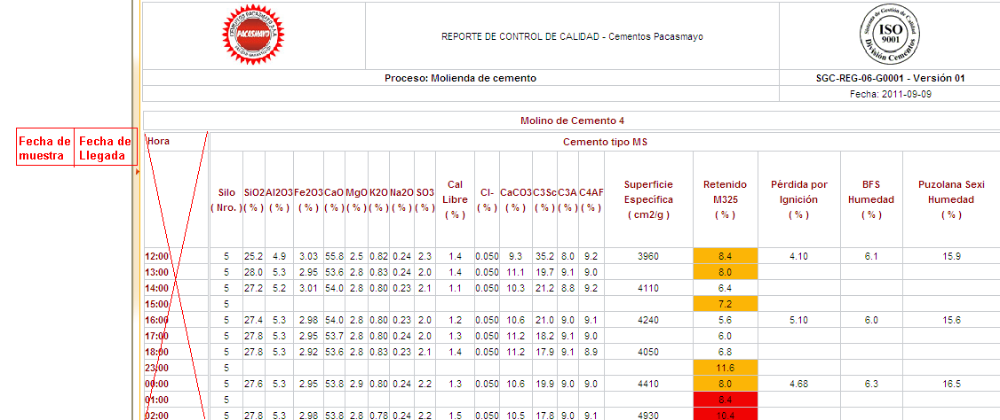 CEMENTOS PACASMAYO S.A.A.
PACASMAYO
REPORTE DE CONTROL DE CALIDAD - Cementos Pacasmayo
Sistema de Gestión de Calidad
ISO
9001
División Cementos
Proceso: Molienda de cemento
SGC-REG-06-G0001 - Versión 01
Fecha: 2011-09-09
Molino de Cemento 4
Fecha de muestra
Fecha de Llegada
Hora
Cemento tipo MS
Silo ( Nro. ) SiO2 ( % ) Al2O3 ( % ) Fe2O3 ( % ) CaO ( % ) MgO ( % ) K2O ( % ) Na2O ( % ) SO3 ( % ) Cal Libre ( % ) Cl- ( % ) CaCO3 ( % ) C3Sc ( % ) C3A ( % ) C4AF ( % ) Superficie Específica ( cm2/g ) Retenido M325 ( % ) Pérdida por Ignición ( % ) BFS Humedad ( % ) Puzolana Sexi Humedad ( % )
12:00 5 25.2 4.9 3.03 55.8 2.5 0.82 0.24 2.3 1.4 0.050 9.3 35.2 8.0 9.2 3960 8.4 4.10 6.1 15.9
13:00 5 28.0 5.3 2.95 53.6 2.8 0.83 0.24 2.0 1.4 0.050 11.1 19.7 9.1 9.0 8.0
14:00 5 27.2 5.2 3.01 54.0 2.8 0.80 0.23 2.1 1.1 0.050 10.3 21.2 8.8 9.2 4110 6.4
15:00 5 7.2
16:00 5 27.4 5.3 2.98 54.0 2.8 0.80 0.23 2.0 1.2 0.050 10.6 21.0 9.0 9.1 4240 5.6 5.10 6.0 15.6
17:00 5 27.8 5.3 2.95 53.7 2.8 0.80 0.24 2.0 1.3 0.050 11.2 18.2 9.1 9.0 6.0
18:00 5 27.8 5.3 2.92 53.6 2.8 0.83 0.23 2.1 1.4 0.050 11.2 17.9 9.1 8.9 4050 6.8
23:00 5 11.6
00:00 5 27.6 5.3 2.95 53.8 2.9 0.80 0.24 2.2 1.3 0.050 10.6 19.9 9.0 9.0 4410 8.0 4.68 6.3 16.5
01:00 5 8.4
02:00 5 27.8 5.3 2.98 53.8 2.8 0.78 0.24 2.2 1.5 0.050 10.5 17.8 9.0 9.1 4930 10.4